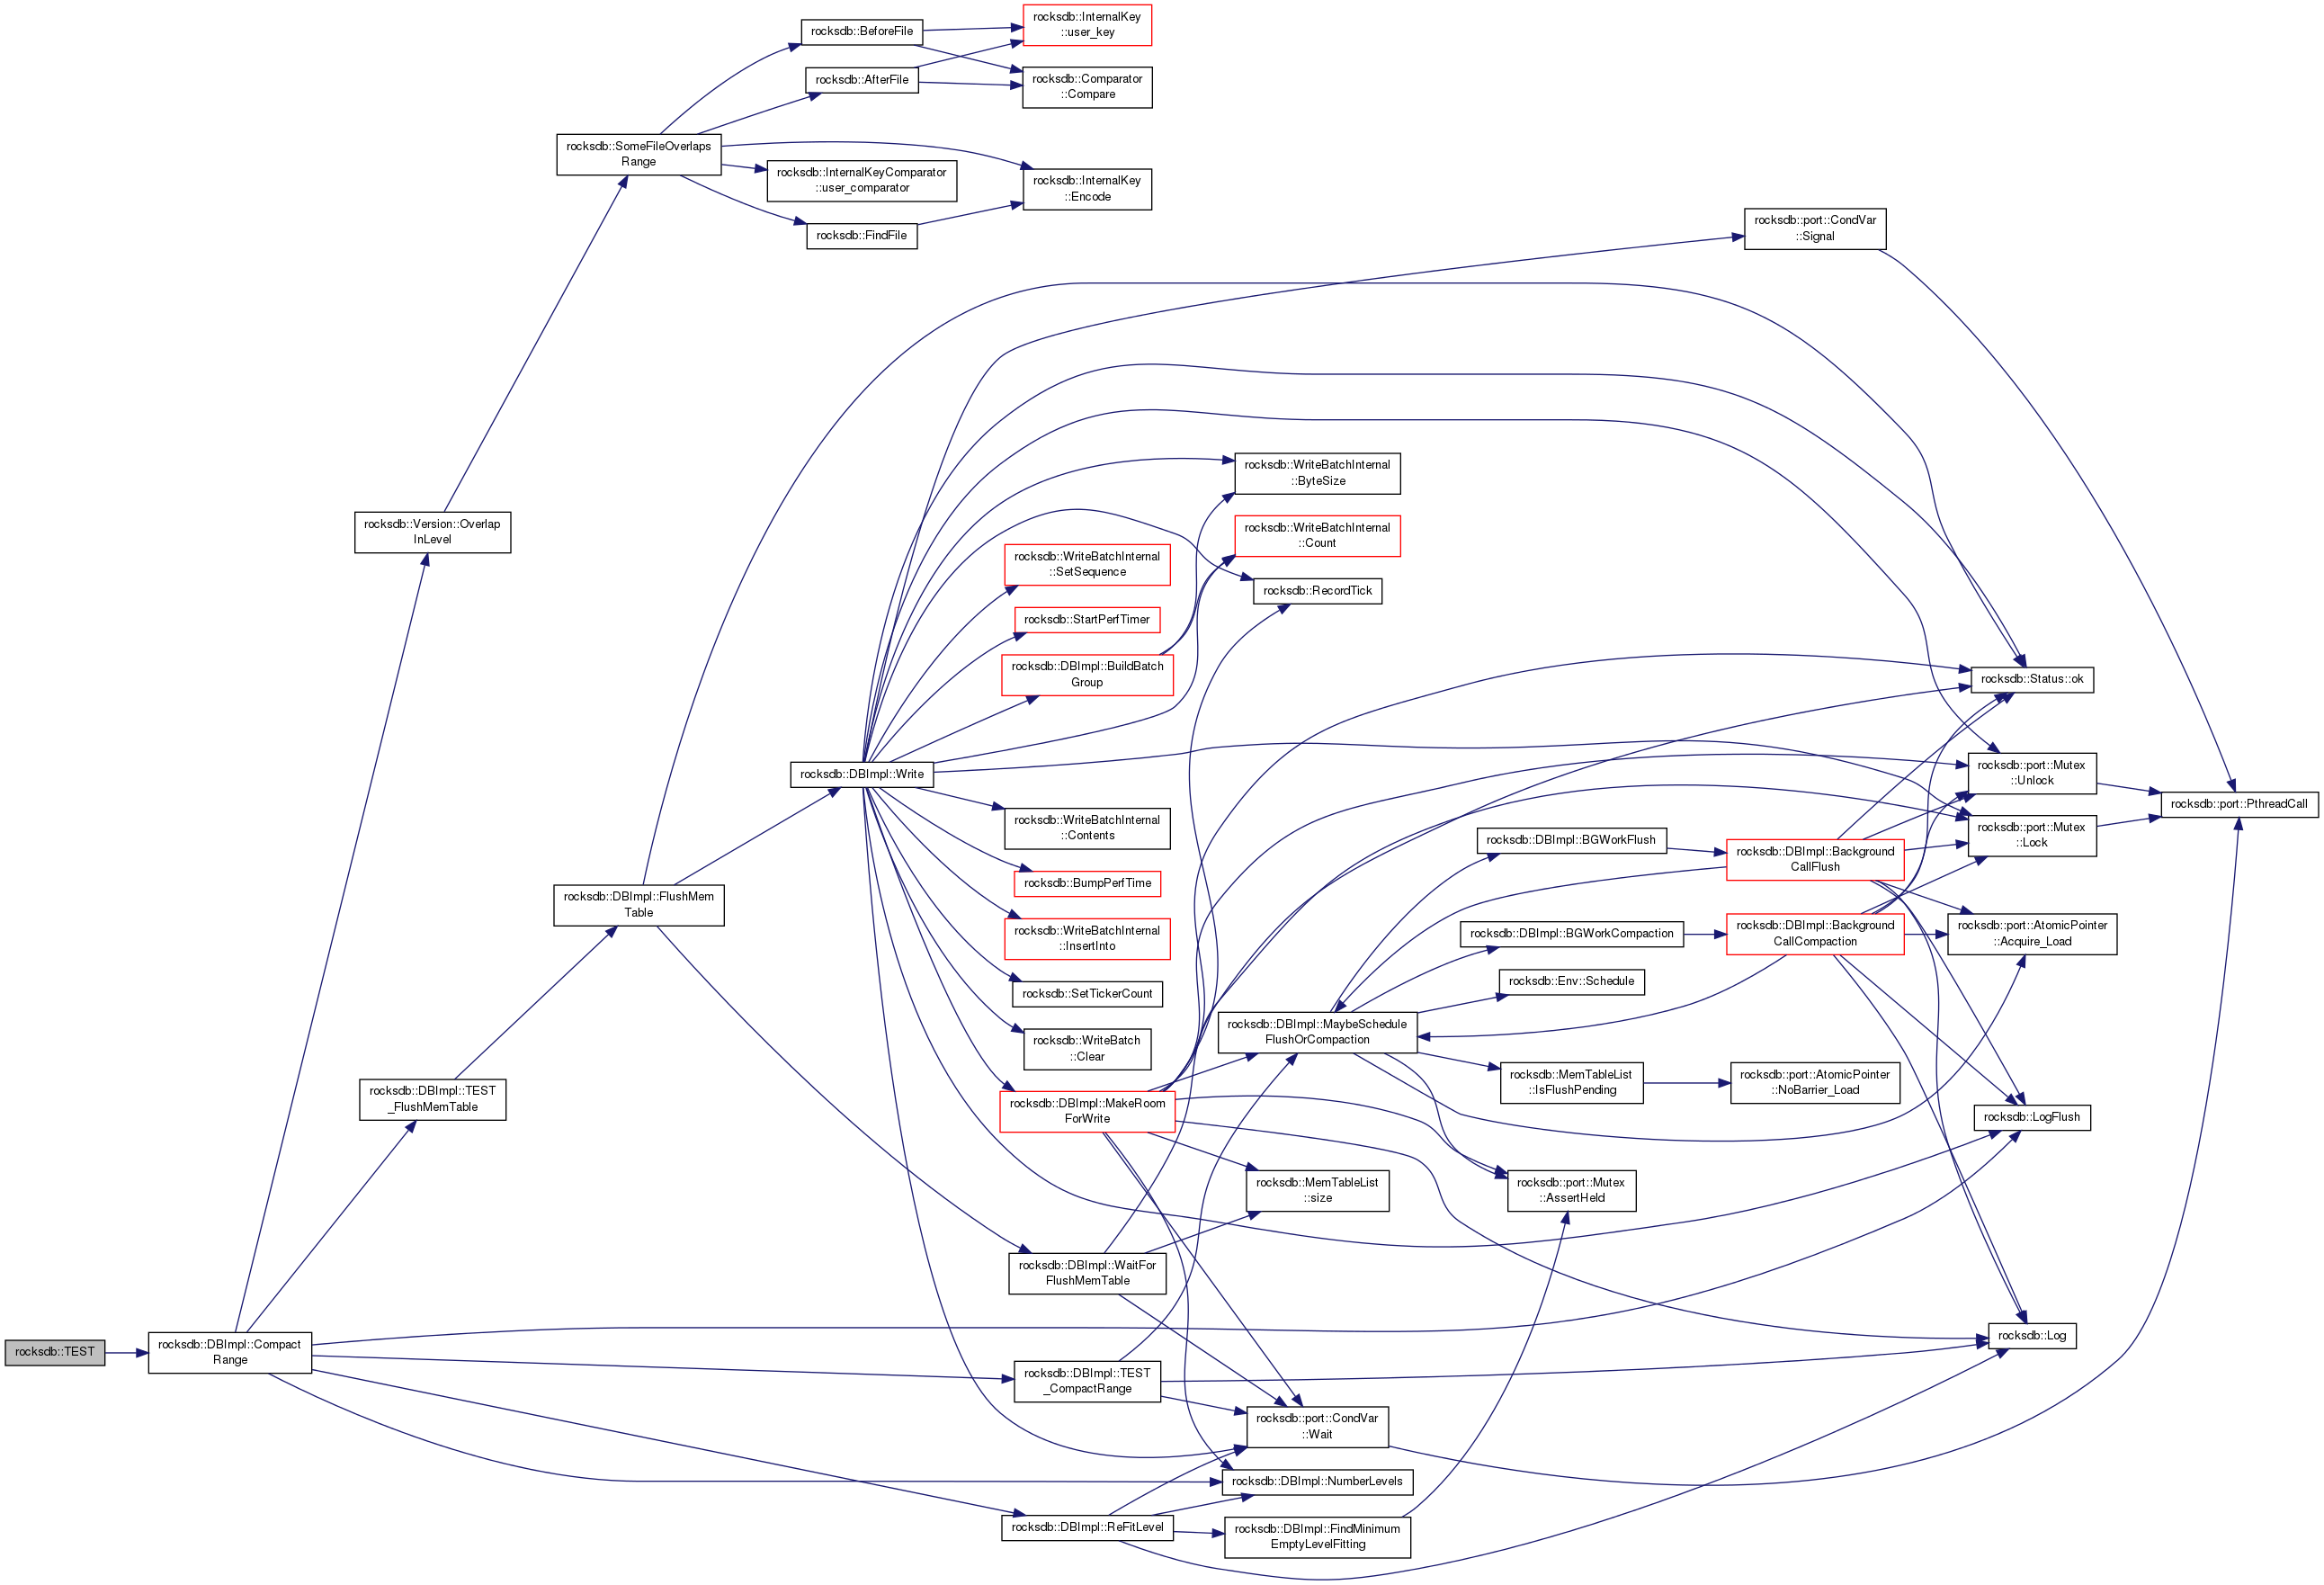 rocksdb::InternalKey
::user_key
rocksdb::BeforeFile
rocksdb::AfterFile
rocksdb::Comparator
::Compare
rocksdb::SomeFileOverlaps
Range
rocksdb::InternalKeyComparator
::user_comparator
rocksdb::InternalKey
::Encode
rocksdb::FindFile
rocksdb::port::CondVar
::Signal
rocksdb::WriteBatchInternal
::ByteSize
rocksdb::Version::Overlap
InLevel
rocksdb::WriteBatchInternal
::Count
rocksdb::WriteBatchInternal
::SetSequence
rocksdb::RecordTick
rocksdb::StartPerfTimer
rocksdb::DBImpl::BuildBatch
Group
rocksdb::Status::ok
rocksdb::DBImpl::Write
rocksdb::port::Mutex
::Unlock
rocksdb::port::PthreadCall
rocksdb::WriteBatchInternal
::Contents
rocksdb::port::Mutex
::Lock
rocksdb::DBImpl::BGWorkFlush
rocksdb::DBImpl::Background
CallFlush
rocksdb::BumpPerfTime
rocksdb::DBImpl::FlushMem
Table
rocksdb::WriteBatchInternal
::InsertInto
rocksdb::DBImpl::BGWorkCompaction
rocksdb::DBImpl::Background
CallCompaction
rocksdb::port::AtomicPointer
::Acquire_Load
rocksdb::SetTickerCount
rocksdb::Env::Schedule
rocksdb::DBImpl::MaybeSchedule
FlushOrCompaction
rocksdb::WriteBatch
::Clear
rocksdb::MemTableList
::IsFlushPending
rocksdb::port::AtomicPointer
::NoBarrier_Load
rocksdb::DBImpl::TEST
_FlushMemTable
rocksdb::DBImpl::MakeRoom
ForWrite
rocksdb::LogFlush
rocksdb::MemTableList
::size
rocksdb::port::Mutex
::AssertHeld
rocksdb::DBImpl::WaitFor
FlushMemTable
rocksdb::Log
rocksdb::TEST
rocksdb::DBImpl::Compact
Range
rocksdb::DBImpl::TEST
_CompactRange
rocksdb::port::CondVar
::Wait
rocksdb::DBImpl::NumberLevels
rocksdb::DBImpl::ReFitLevel
rocksdb::DBImpl::FindMinimum
EmptyLevelFitting